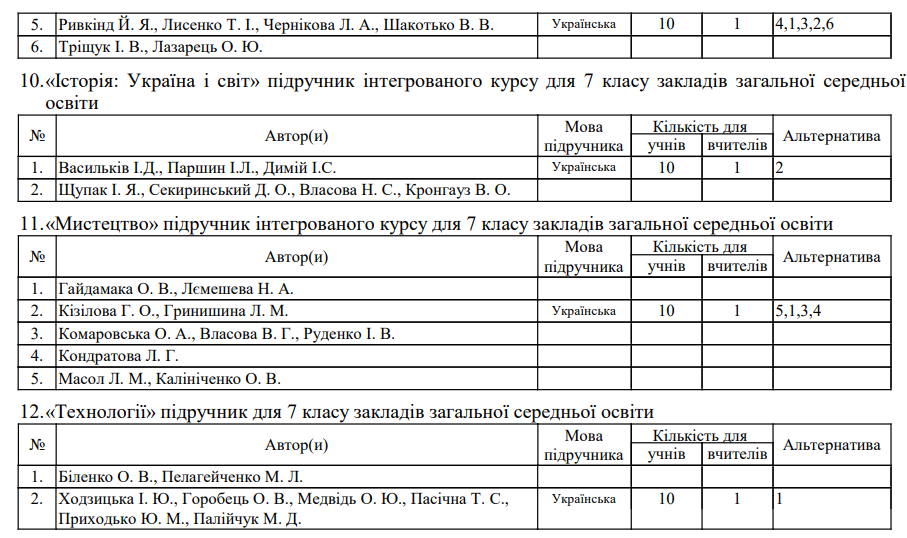 5. Ривкінд Й. Я., Лисенко Т. І., Чернікова Л. А., Шакотько В. В. Українська 10 1 4,1,3,2,6
6. Тріщук І. В., Лазарець О. Ю.
10. «Історія: Україна і світ» підручник інтегрованого курсу для 7 класу закладів загальної середньої
освіти
№ Автор(и) Мова підручника Кількість для учнів вчителів Альтернатива
1. Васильків І.Д., Паршин І.Л., Димій І.С. Українська 10 1 2
2. Щупак І. Я., Секиринський Д. О., Власова Н. С., Кронгауз В. О.
11. «Мистецтво» підручник інтегрованого курсу для 7 класу закладів загальної середньої освіти
№ Автор(и) Мова підручника Кількість для учнів вчителів Альтернатива
1. Гайдамака О. В., Лємешева Н. А.
2. Кізілова Г. О., Гринишина Л. М. Українська 10 1 5,1,3,4
3. Комаровська О. А., Власова В. Г., Руденко І. В.
4. Кондратова Л. Г.
5. Масол Л. М., Калініченко О. В.
12. «Технології» підручник для 7 класу закладів загальної середньої освіти
№ Автор(и) Мова підручника Кількість для учнів вчителів Альтернатива
1. Біленко О. В., Пелагейченко М. Л.
2. Ходзицька І. Ю., Горобець О. В., Медвідь О. Ю., Пасічна Т. С., Українська 10 1 1
Приходько Ю. М., Палійчук М. Д.